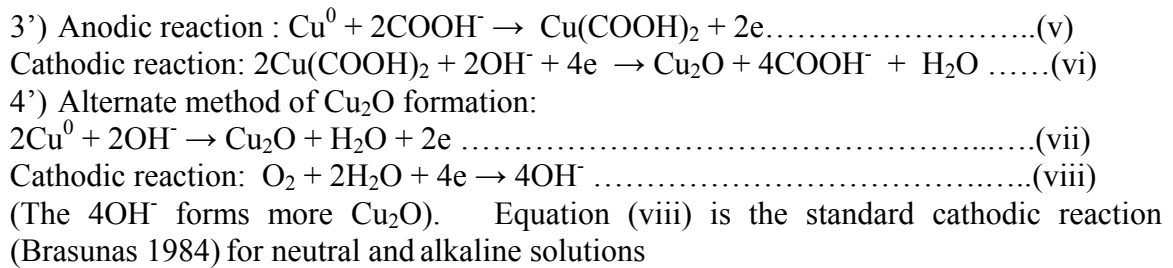 3’) Anodic reaction : Cu⁰ + 2COOH⁻ → Cu(COOH)₂ + 2e……………………..(v)
Cathodic reaction: 2Cu(COOH)₂ + 2OH⁻ + 4e → Cu₂O + 4COOH⁻ + H₂O ……(vi)
4’) Alternate method of Cu₂O formation:
2Cu⁰ + 2OH⁻ → Cu₂O + H₂O + 2e ………………………………………………...….(vii)
Cathodic reaction: O₂ + 2H₂O + 4e → 4OH⁻ …………………………………..…..(viii)
(The 4OH⁻ forms more Cu₂O). Equation (viii) is the standard cathodic reaction
(Brasunas 1984) for neutral and alkaline solutions